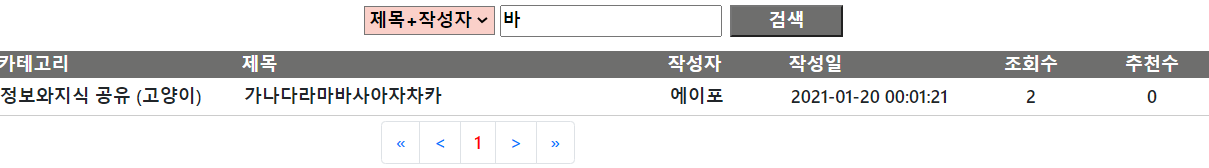 제목+작성자 바 검색
카테고리 제목 작성자 작성일 조회수 추천수
정보와지식 공유 (고양이) 가나다라마바사아자차카 에이포 2021-01-20 00:01:21 2 0
« < 1 > »